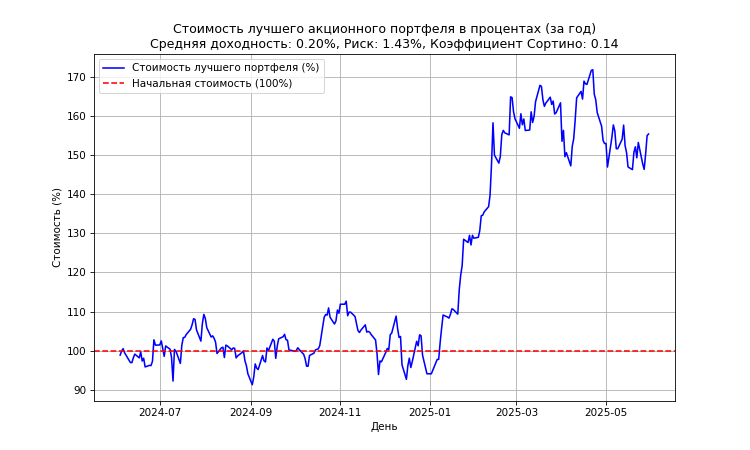 Стоимость лучшего акционного портфеля в процентах (за год)
Средняя доходность: 0.20%, Риск: 1.43%, Коэффициент Сортино: 0.14
Стоимость лучшего портфеля (%)
Начальная стоимость (100%)
Стоимость (%)
170
160
150
140
130
120
110
100
90
2024-07
2024-09
2024-11
2025-01
2025-03
2025-05
День